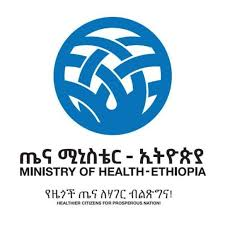 ጤና ሚኒስቴር - ኢትዮጵያ
MINISTRY OF HEALTH-ETHIOPIA
የዜጎች ጤና ለሃገር ብልጽግና!
HEALTHIER CITIZENS FOR PROSPEROUS NATION!